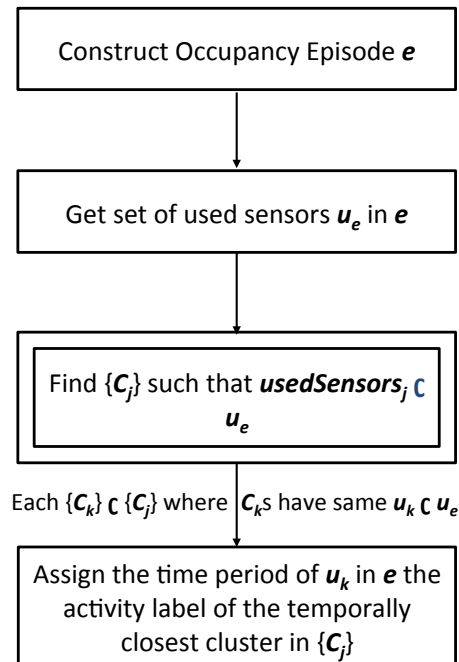 Construct Occupancy Episode e
Get set of used sensors u_e in e
Find {C_j} such that usedSensors_j ⊂
u_e
Each {C_k} ⊂ {C_j} where C_ks have same u_k ⊂ u_e
Assign the time period of u_k in e the
activity label of the temporally
closest cluster in {C_j}